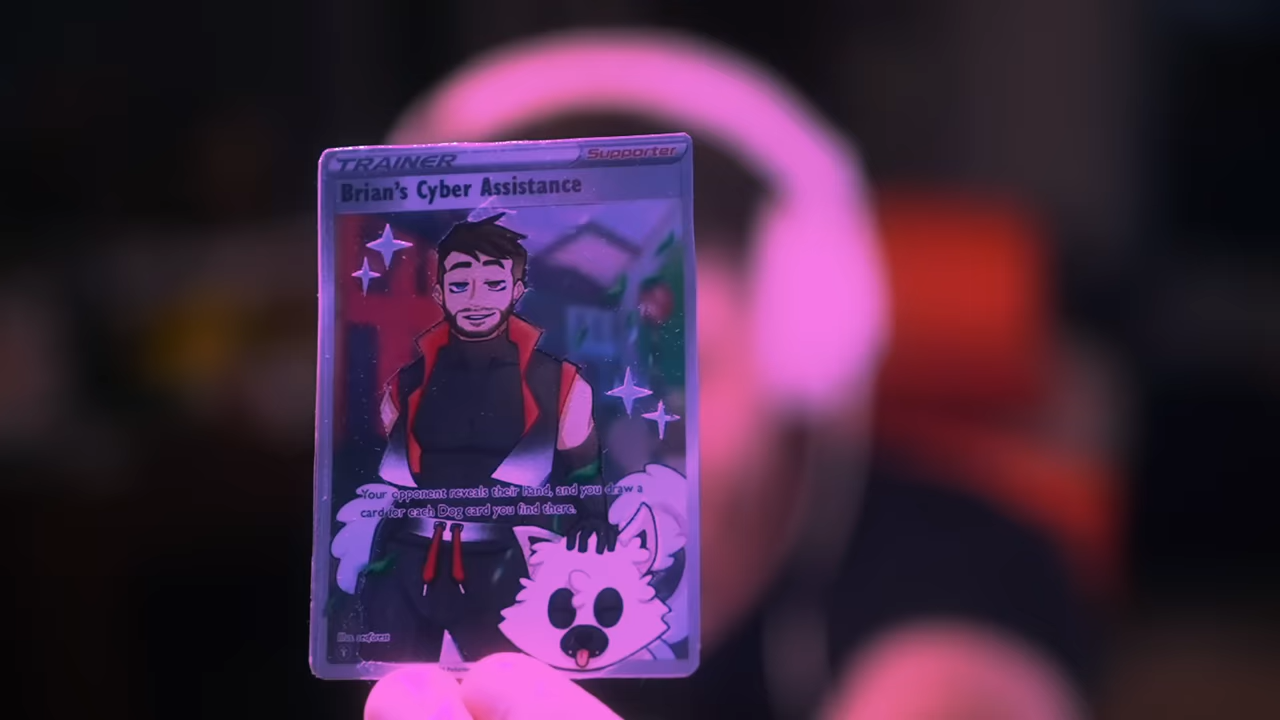 TRAINER Supporter
Brian's Cyber Assistance
Your opponent reveals their hand, and you draw a
card for each Dog card you find there.
Illus.